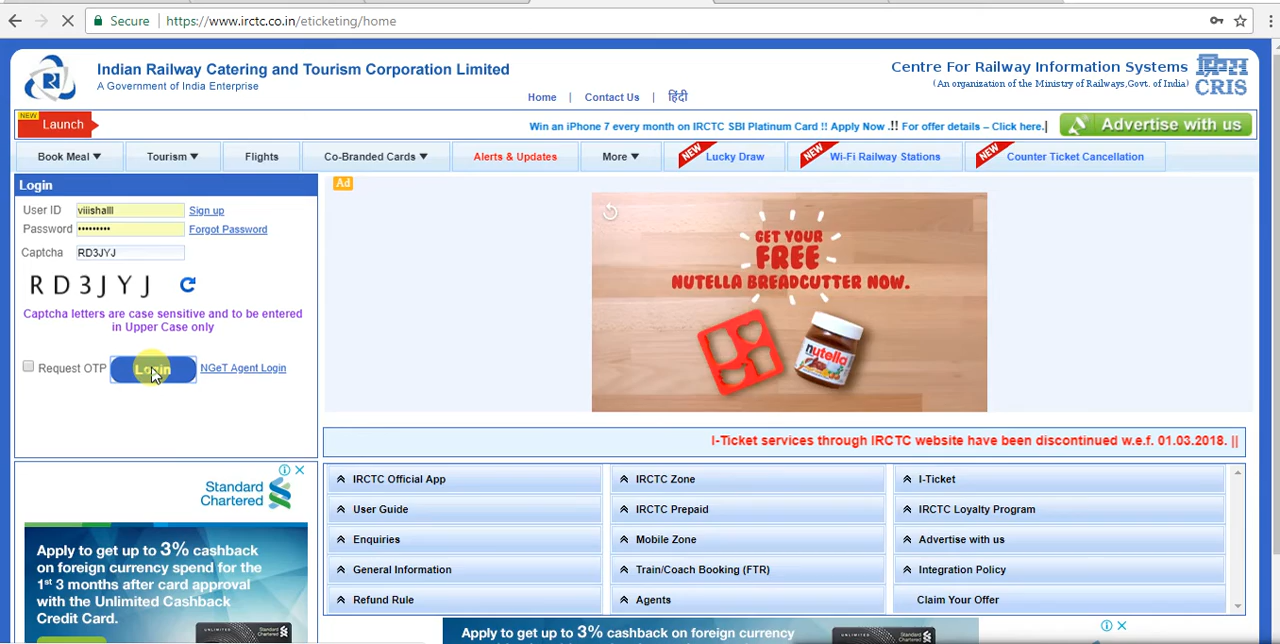 Secure | https://www.irctc.co.in/eticketing/home
Indian Railway Catering and Tourism Corporation Limited
A Government of India Enterprise
Centre For Railway Information Systems
(An organization of the Ministry of Railways,Govt. of India)
CRIS
Home | Contact Us | हिंदी
NEW
Launch
Win an iPhone 7 every month on IRCTC SBI Platinum Card !! Apply Now .!! For offer details – Click here.|
Advertise with us
Book Meal ▼
Tourism ▼
Flights
Co-Branded Cards ▼
Alerts & Updates
More ▼
NEW Lucky Draw
NEW Wi-Fi Railway Stations
NEW Counter Ticket Cancellation
Login
User ID viiishalll Sign up
Password ••••••••• Forgot Password
Captcha RD3JYJ
R D 3 J Y J
Captcha letters are case sensitive and to be entered
in Upper Case only
Request OTP Login NGeT Agent Login
Ad
GET YOUR
FREE
NUTELLA BREADCUTTER NOW.
nutella
I-Ticket services through IRCTC website have been discontinued w.e.f. 01.03.2018. ||
IRCTC Official App
IRCTC Zone
I-Ticket
User Guide
IRCTC Prepaid
IRCTC Loyalty Program
Enquiries
Mobile Zone
Advertise with us
General Information
Train/Coach Booking (FTR)
Integration Policy
Refund Rule
Agents
Claim Your Offer
Standard
Chartered
Apply to get up to 3% cashback
on foreign currency spend for the
1st 3 months after card approval
with the Unlimited Cashback
Credit Card.
Apply to get up to 3% cashback on foreign currency